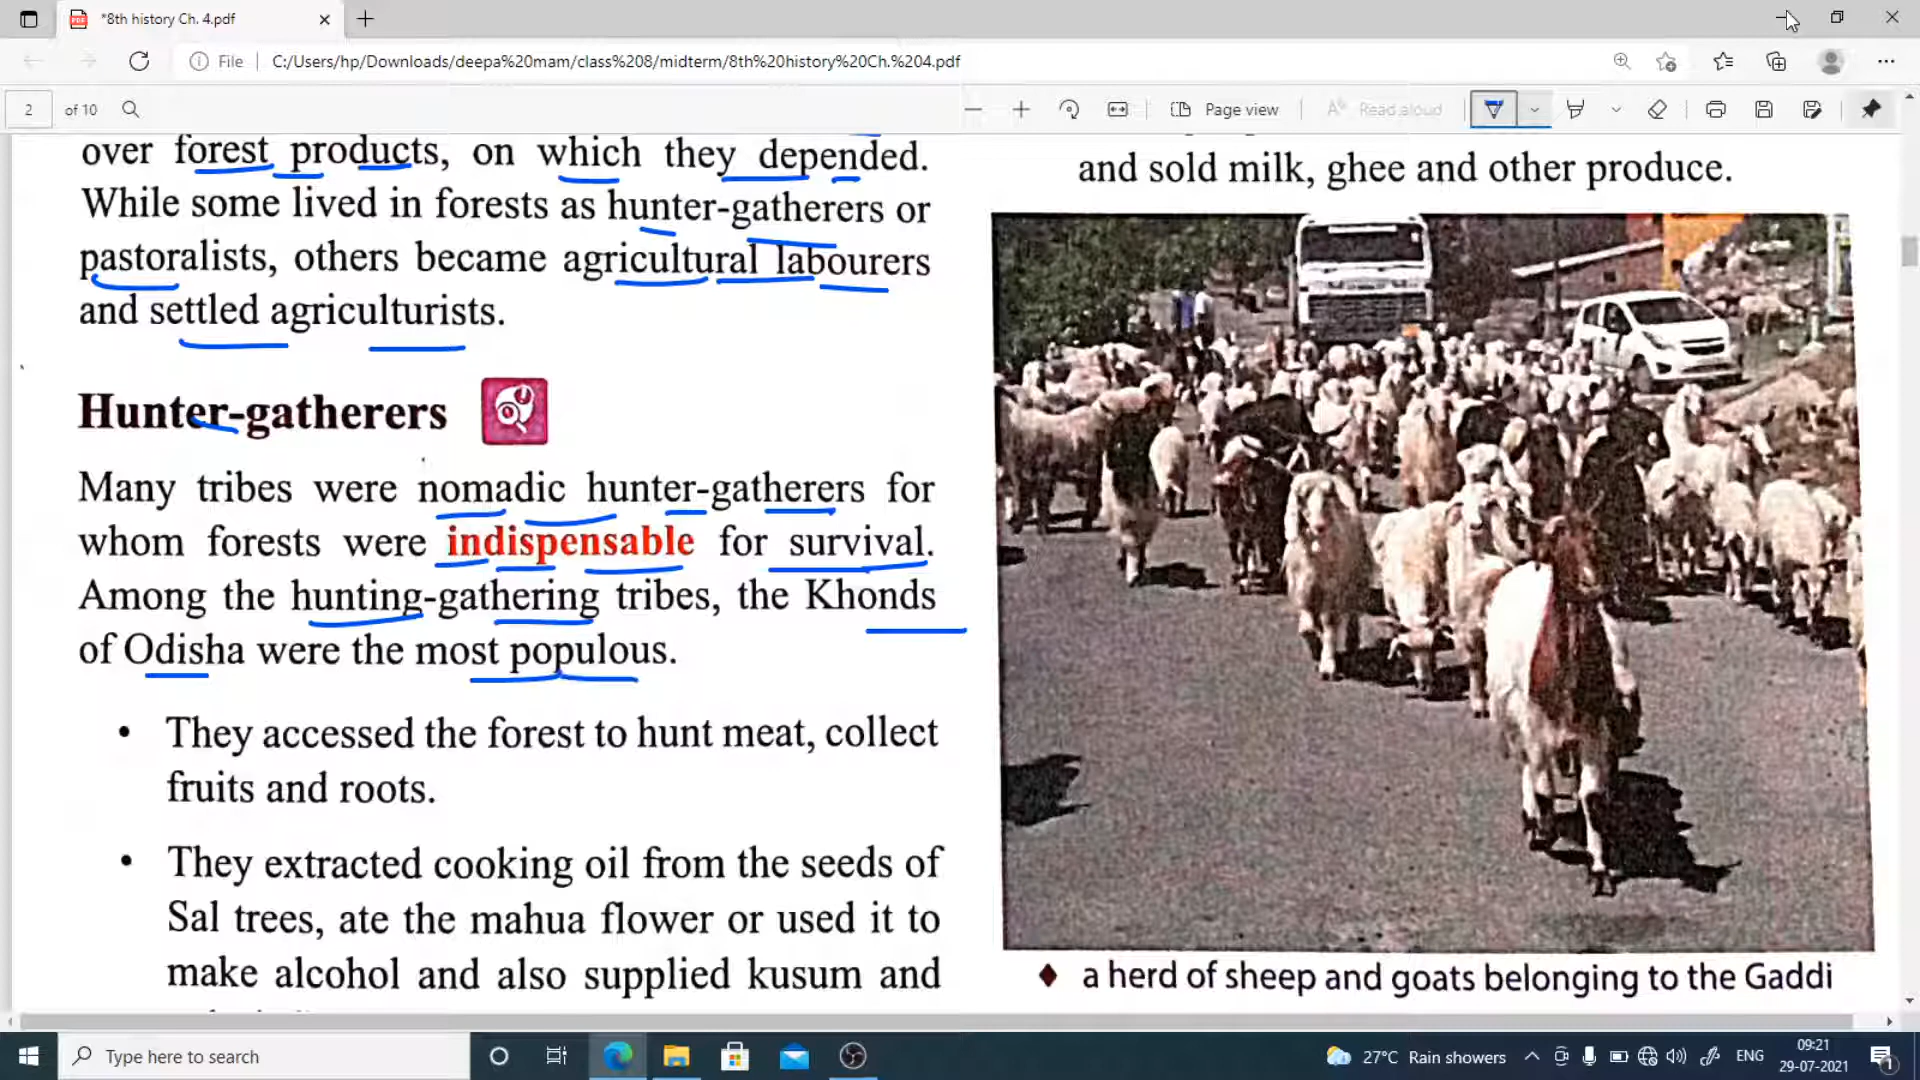 *8th history Ch. 4.pdf
File
C:/Users/hp/Downloads/deepa%20mam/class%208/midterm/8th%20history%20Ch.%204.pdf
2 of 10
Page view
Read aloud
over forest products, on which they depended.
While some lived in forests as hunter-gatherers or
pastoralists, others became agricultural labourers
and settled agriculturists.
Hunter-gatherers
Many tribes were nomadic hunter-gatherers for
whom forests were indispensable for survival.
Among the hunting-gathering tribes, the Khonds
of Odisha were the most populous.
• They accessed the forest to hunt meat, collect
fruits and roots.
• They extracted cooking oil from the seeds of
Sal trees, ate the mahua flower or used it to
make alcohol and also supplied kusum and
and sold milk, ghee and other produce.
♦ a herd of sheep and goats belonging to the Gaddi
Type here to search
27°C Rain showers
ENG
09:21
29-07-2021
1